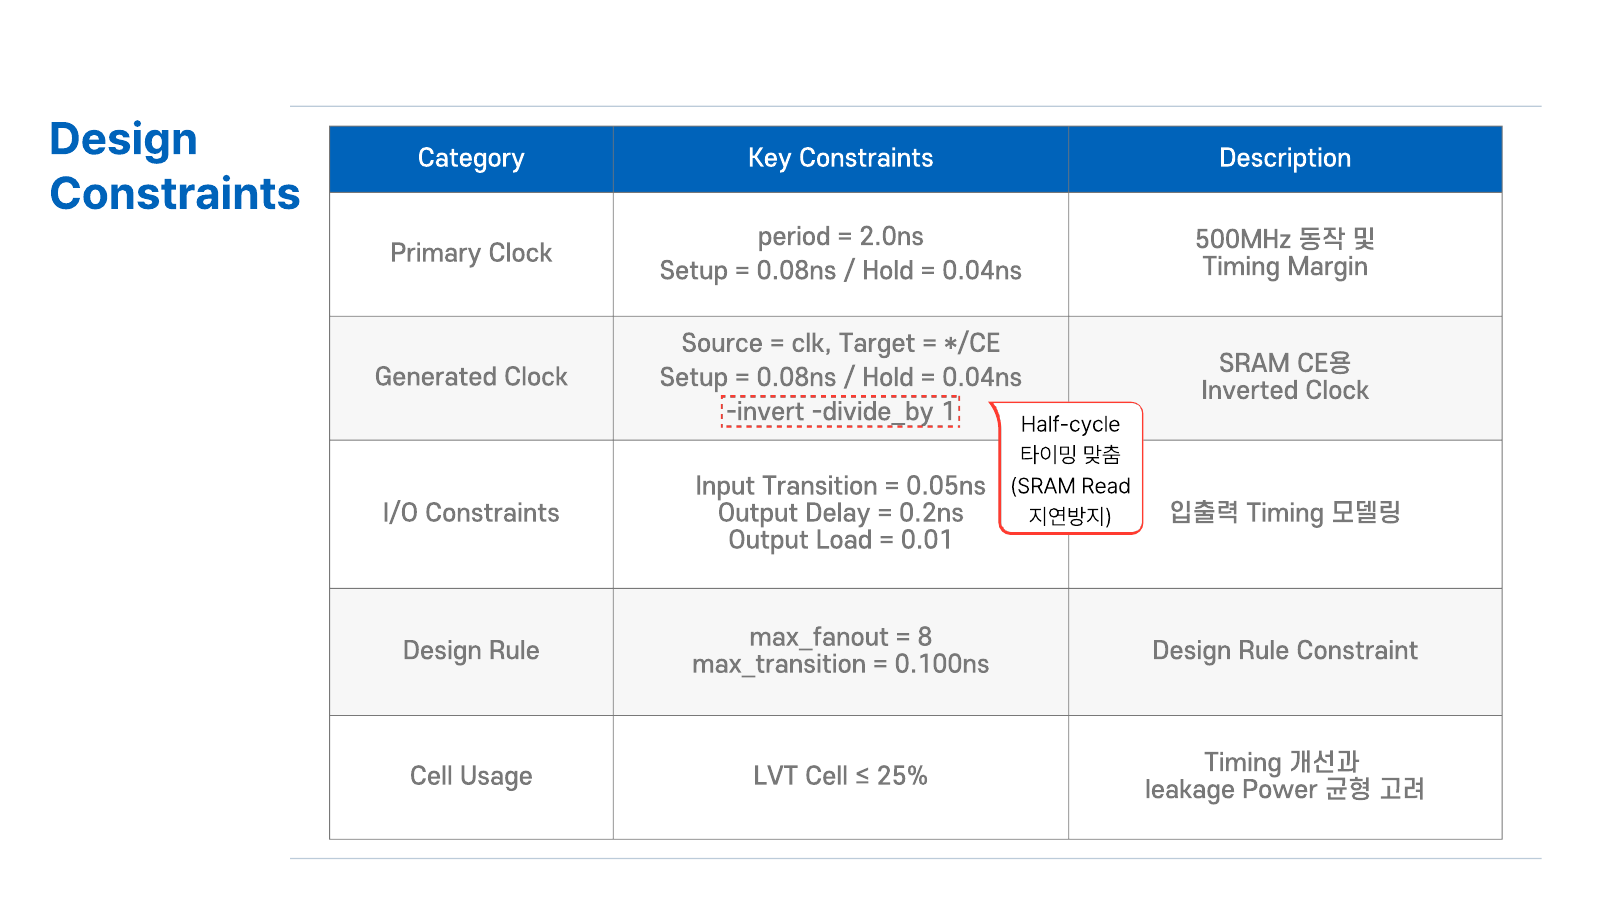 Design
Constraints
Category
Key Constraints
Description
Primary Clock
period = 2.0ns
Setup = 0.08ns / Hold = 0.04ns
500MHz 동작 및
Timing Margin
Generated Clock
Source = clk, Target = */CE
Setup = 0.08ns / Hold = 0.04ns
-invert -divide_by 1
SRAM CE용
Inverted Clock
Half-cycle
타이밍 맞춤
(SRAM Read
지연방지)
I/O Constraints
Input Transition = 0.05ns
Output Delay = 0.2ns
Output Load = 0.01
입출력 Timing 모델링
Design Rule
max_fanout = 8
max_transition = 0.100ns
Design Rule Constraint
Cell Usage
LVT Cell ≤ 25%
Timing 개선과
leakage Power 균형 고려